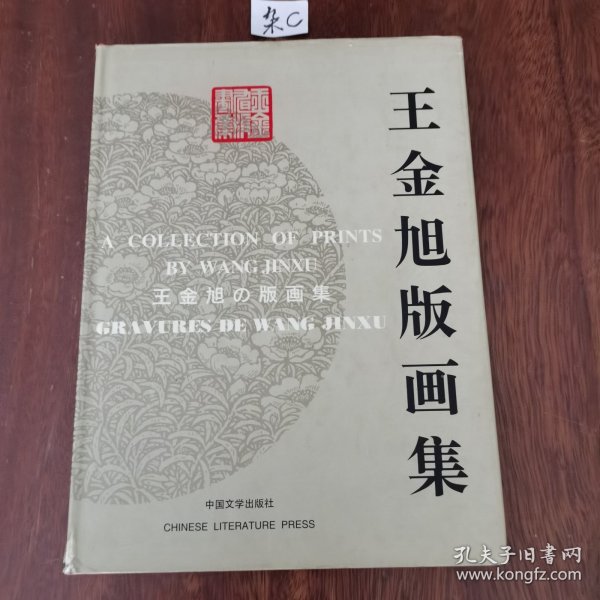 杂C
王金旭版画集
A COLLECTION OF PRINTS
BY WANG JINXU
王金旭の版画集
GRAVURES DE WANG JINXU
中国文学出版社
CHINESE LITERATURE PRESS
孔夫子旧書网
www.kongfz.com